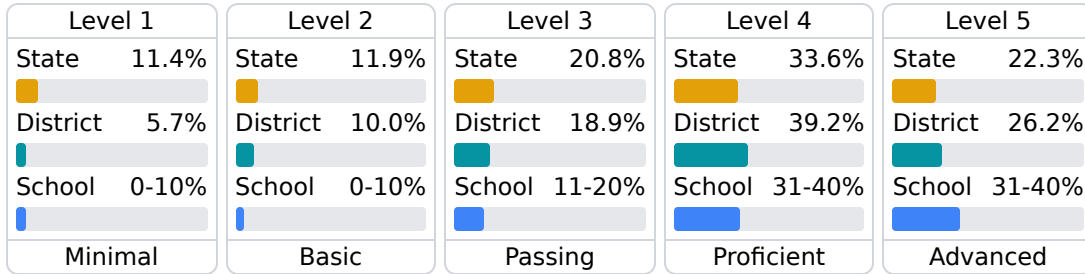 Level 1
State 11.4%
District 5.7%
School 0-10%
Minimal
Level 2
State 11.9%
District 10.0%
School 0-10%
Basic
Level 3
State 20.8%
District 18.9%
School 11-20%
Passing
Level 4
State 33.6%
District 39.2%
School 31-40%
Proficient
Level 5
State 22.3%
District 26.2%
School 31-40%
Advanced